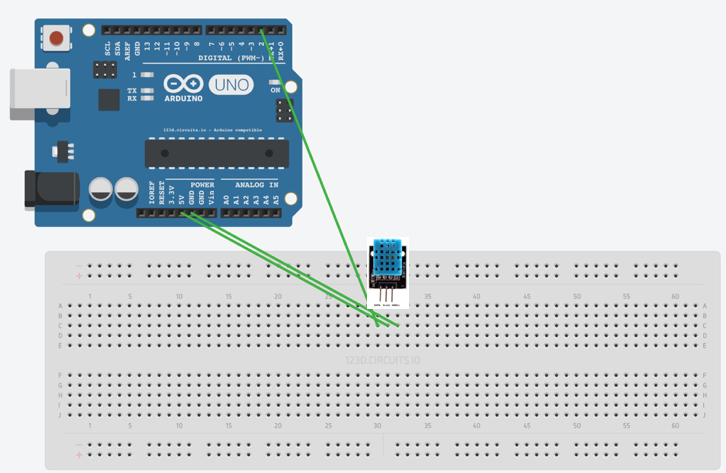 SCL
SDA
AREF
GND
13
12
~11
~10
~9
8
7
~6
~5
~4
~3
2
TX→1
RX←0
DIGITAL (PWM~)
1
TX
RX
ARDUINO
UNO
ON
123d.circuits.io - Arduino compatible
POWER
ANALOG IN
IOREF
RESET
3.3V
5V
GND
GND
Vin
A0
A1
A2
A3
A4
A5
−
+
1 5 10 15 20 25 30 35 40 45 50 55 60
A A
B B
C C
D D
E E
123D.CIRCUITS.IO
F F
G G
H H
I I
J J
1 5 10 15 20 25 30 35 40 45 50 55 60
−
+